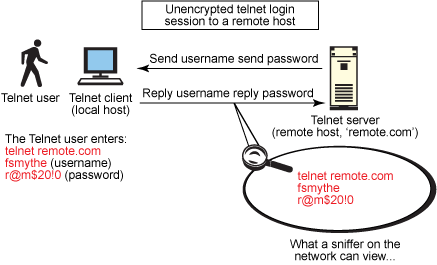 Unencrypted telnet login
session to a remote host
Send username send password
Reply username reply password
Telnet user
Telnet client
(local host)
Telnet server
(remote host, ‘remote.com’)
The Telnet user enters:
telnet remote.com
fsmythe (username)
r@m$20!0 (password)
telnet remote.com
fsmythe
r@m$20!0
What a sniffer on the
network can view...